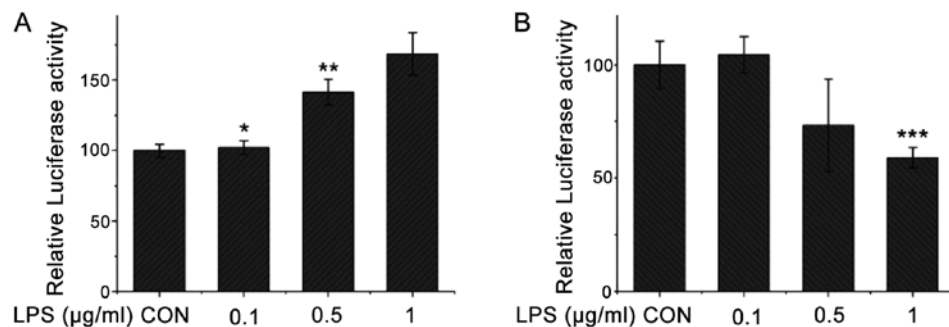 A
Relative Luciferase activity
150
100
50
0
*
**
LPS (μg/ml) CON 0.1 0.5 1
B
Relative Luciferase activity
100
50
0
***
LPS (μg/ml) CON 0.1 0.5 1